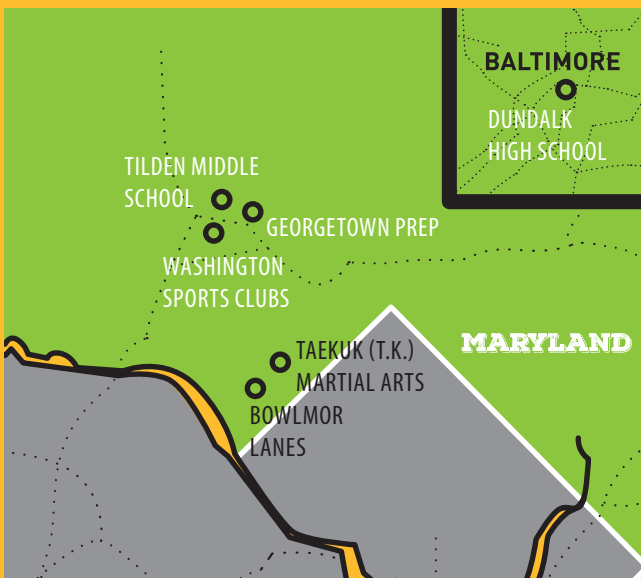 BALTIMORE
DUNDALK
HIGH SCHOOL
TILDEN MIDDLE
SCHOOL
GEORGETOWN PREP
WASHINGTON
SPORTS CLUBS
MARYLAND
TAEKUK (T.K.)
MARTIAL ARTS
BOWLMOR
LANES